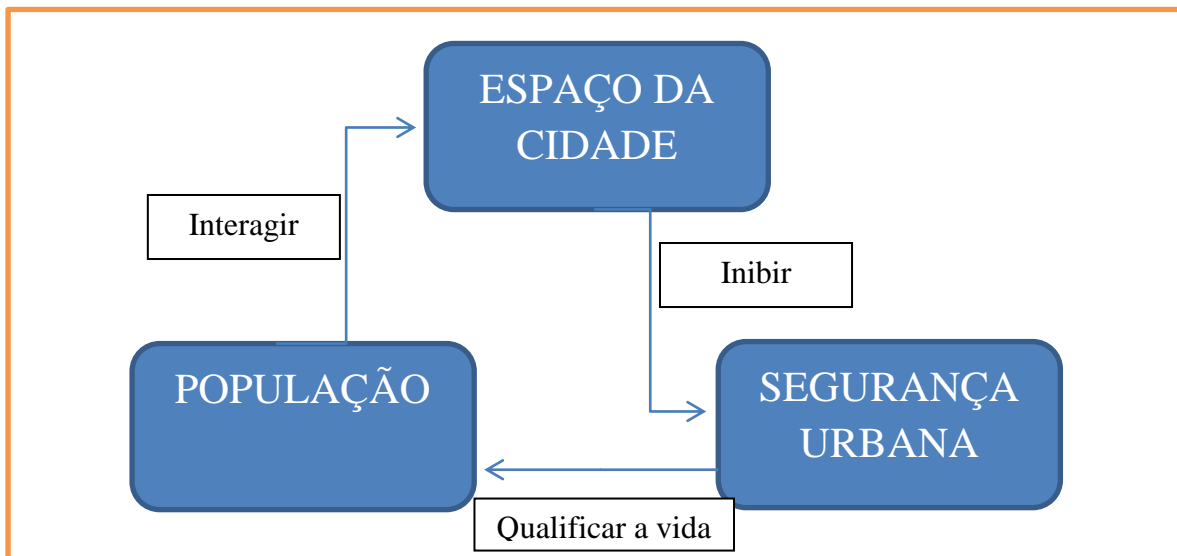 ESPAÇO DA
CIDADE
Interagir
Inibir
POPULAÇÃO
SEGURANÇA
URBANA
Qualificar a vida